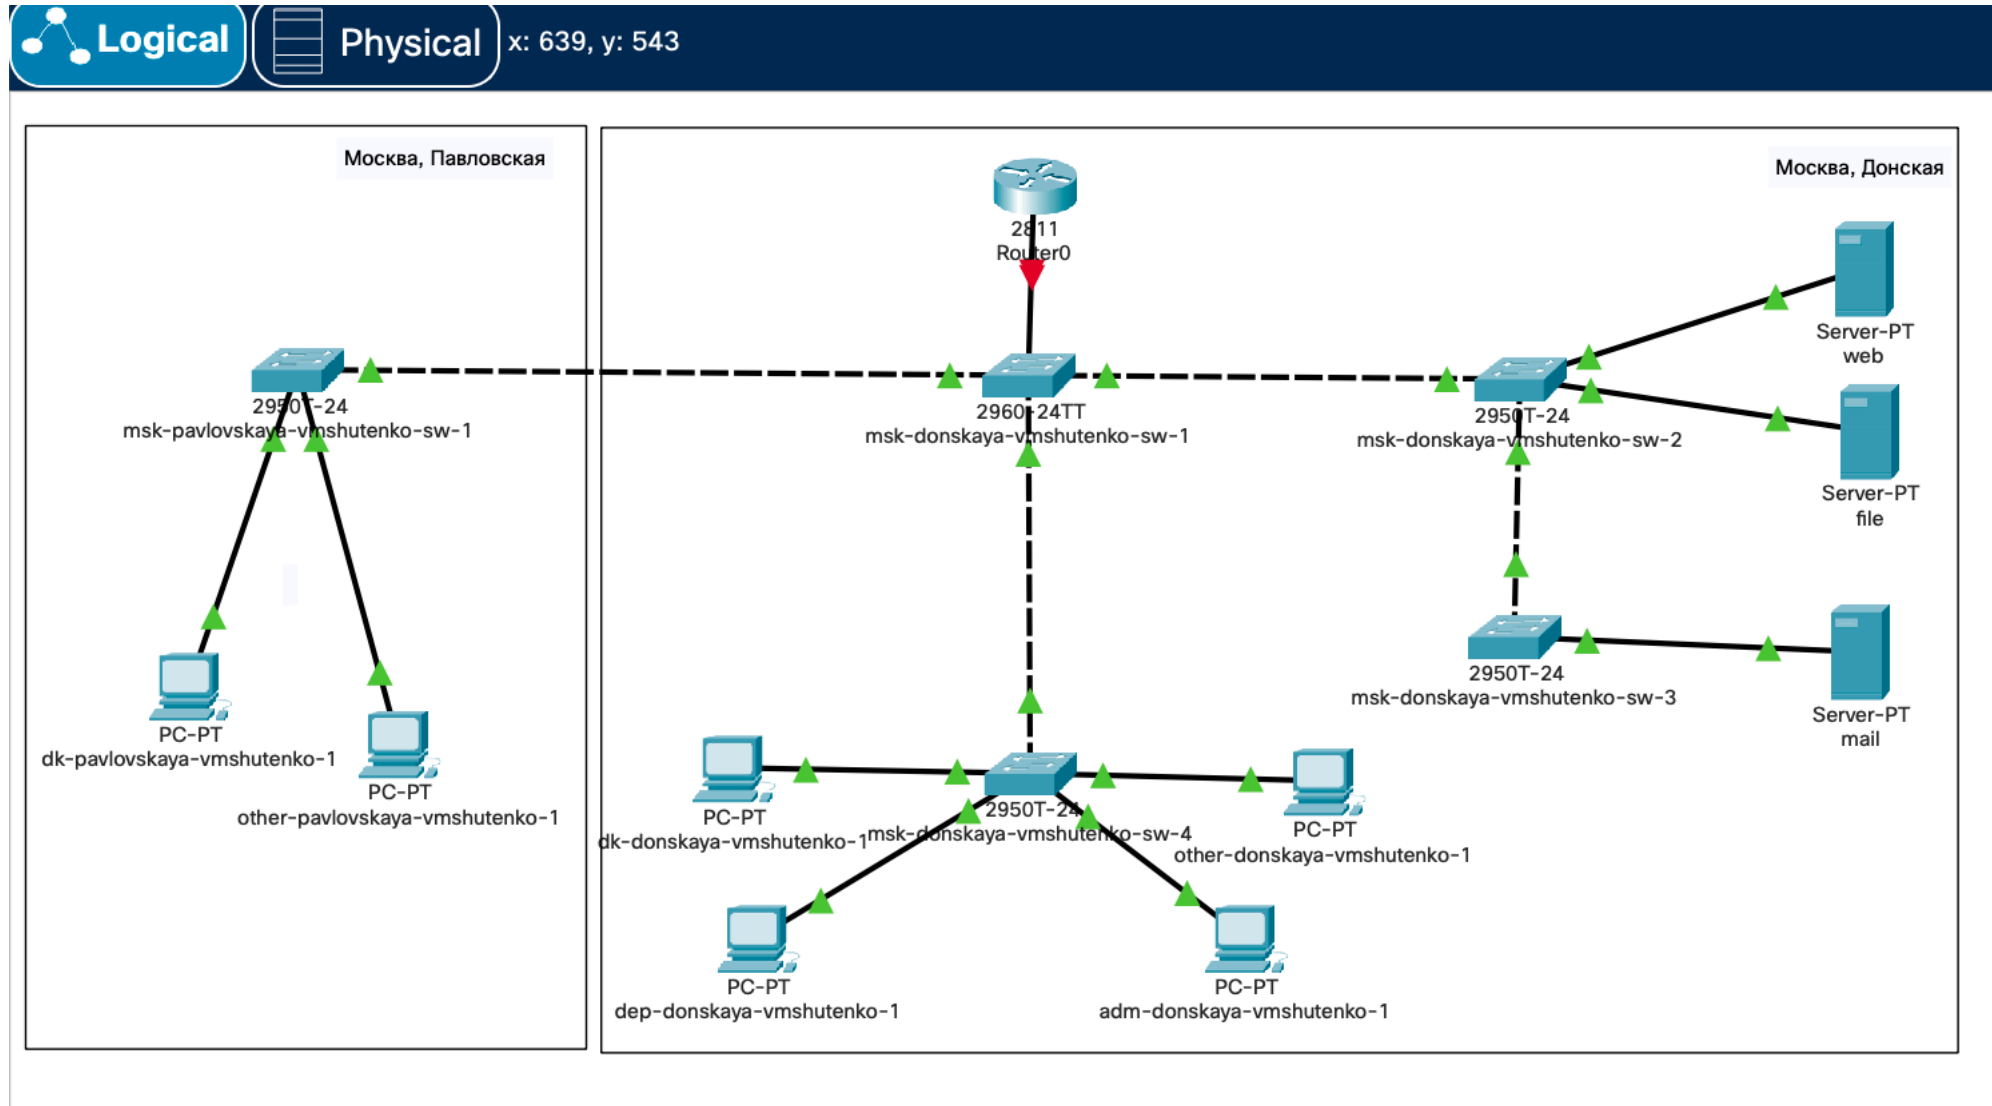 Logical
Physical
x: 639, y: 543
Москва, Павловская
Москва, Донская
2811
Router0
Server-PT
web
2950T-24
msk-pavlovskaya-vmshutenko-sw-1
2960-24TT
msk-donskaya-vmshutenko-sw-1
2950T-24
msk-donskaya-vmshutenko-sw-2
Server-PT
file
2950T-24
msk-donskaya-vmshutenko-sw-3
Server-PT
mail
PC-PT
dk-pavlovskaya-vmshutenko-1
PC-PT
other-pavlovskaya-vmshutenko-1
PC-PT
dk-donskaya-vmshutenko-1
2950T-24
msk-donskaya-vmshutenko-sw-4
PC-PT
other-donskaya-vmshutenko-1
PC-PT
dep-donskaya-vmshutenko-1
PC-PT
adm-donskaya-vmshutenko-1